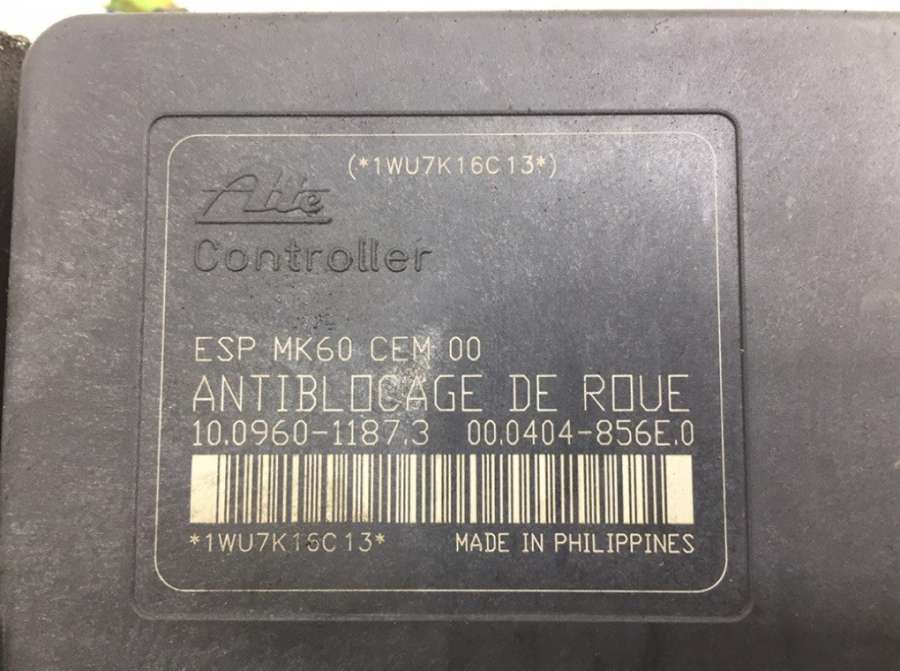 (*1WU7K16C13*)
Ate
Controller
ESP MK60 CEM 00
ANTIBLOCAGE DE ROUE
10.0960-1187.3 00.0404-856E.0
*1WU7K16C13*
MADE IN PHILIPPINES